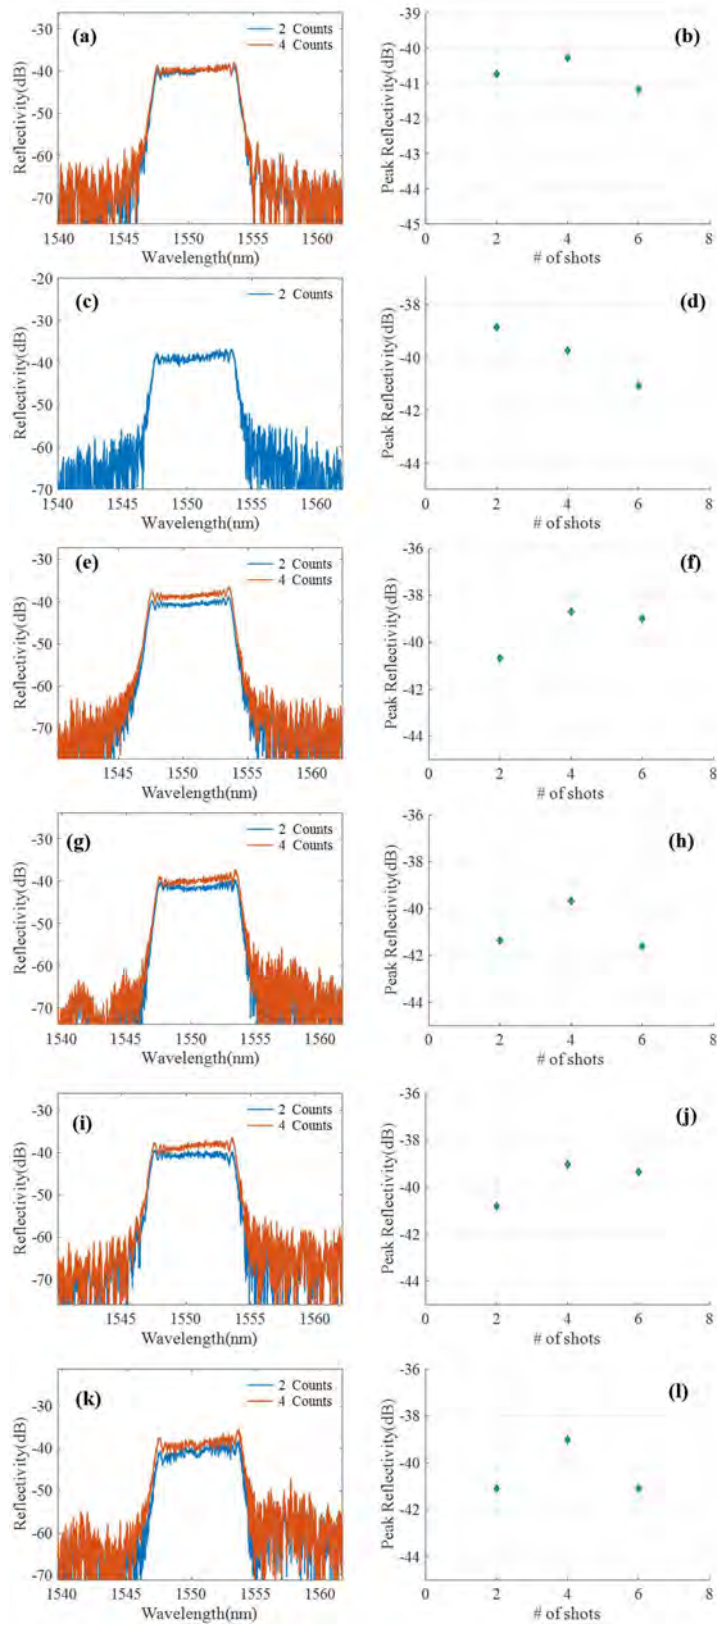 (a)
2 Counts
4 Counts
Reflectivity(dB)
-30
-40
-50
-60
-70
1540 1545 1550 1555 1560
Wavelength(nm)
(b)
Peak Reflectivity(dB)
-39
-40
-41
-42
-43
-44
-45
0 2 4 6 8
# of shots
(c)
2 Counts
Reflectivity(dB)
-20
-30
-40
-50
-60
-70
1540 1545 1550 1555 1560
Wavelength(nm)
(d)
Peak Reflectivity(dB)
-38
-40
-42
-44
0 2 4 6 8
# of shots
(e)
2 Counts
4 Counts
Reflectivity(dB)
-30
-40
-50
-60
-70
1545 1550 1555 1560
Wavelength(nm)
(f)
Peak Reflectivity(dB)
-36
-38
-40
-42
-44
0 2 4 6 8
# of shots
(g)
2 Counts
4 Counts
Reflectivity(dB)
-30
-40
-50
-60
-70
1540 1545 1550 1555 1560
Wavelength(nm)
(h)
Peak Reflectivity(dB)
-36
-38
-40
-42
-44
0 2 4 6 8
# of shots
(i)
2 Counts
4 Counts
Reflectivity(dB)
-30
-40
-50
-60
-70
1545 1550 1555 1560
Wavelength(nm)
(j)
Peak Reflectivity(dB)
-36
-38
-40
-42
-44
0 2 4 6 8
# of shots
(k)
2 Counts
4 Counts
Reflectivity(dB)
-30
-40
-50
-60
-70
1540 1545 1550 1555 1560
Wavelength(nm)
(l)
Peak Reflectivity(dB)
-36
-38
-40
-42
-44
0 2 4 6 8
# of shots